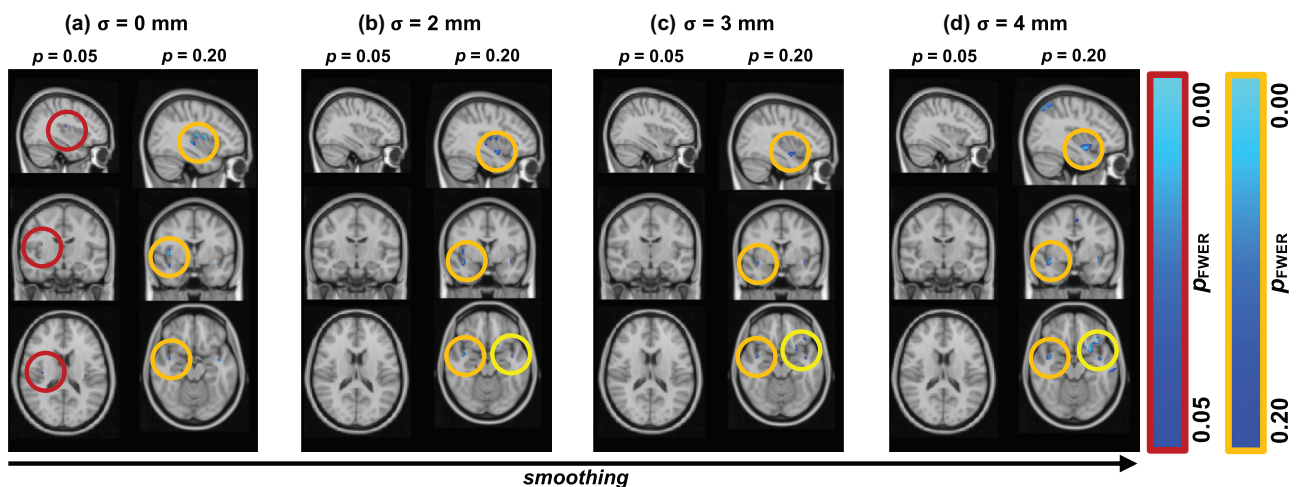 (a) σ = 0 mm
(b) σ = 2 mm
(c) σ = 3 mm
(d) σ = 4 mm
p = 0.05
p = 0.20
p = 0.05
p = 0.20
p = 0.05
p = 0.20
p = 0.05
p = 0.20
0.00
pFWER
0.05
0.00
pFWER
0.20
smoothing